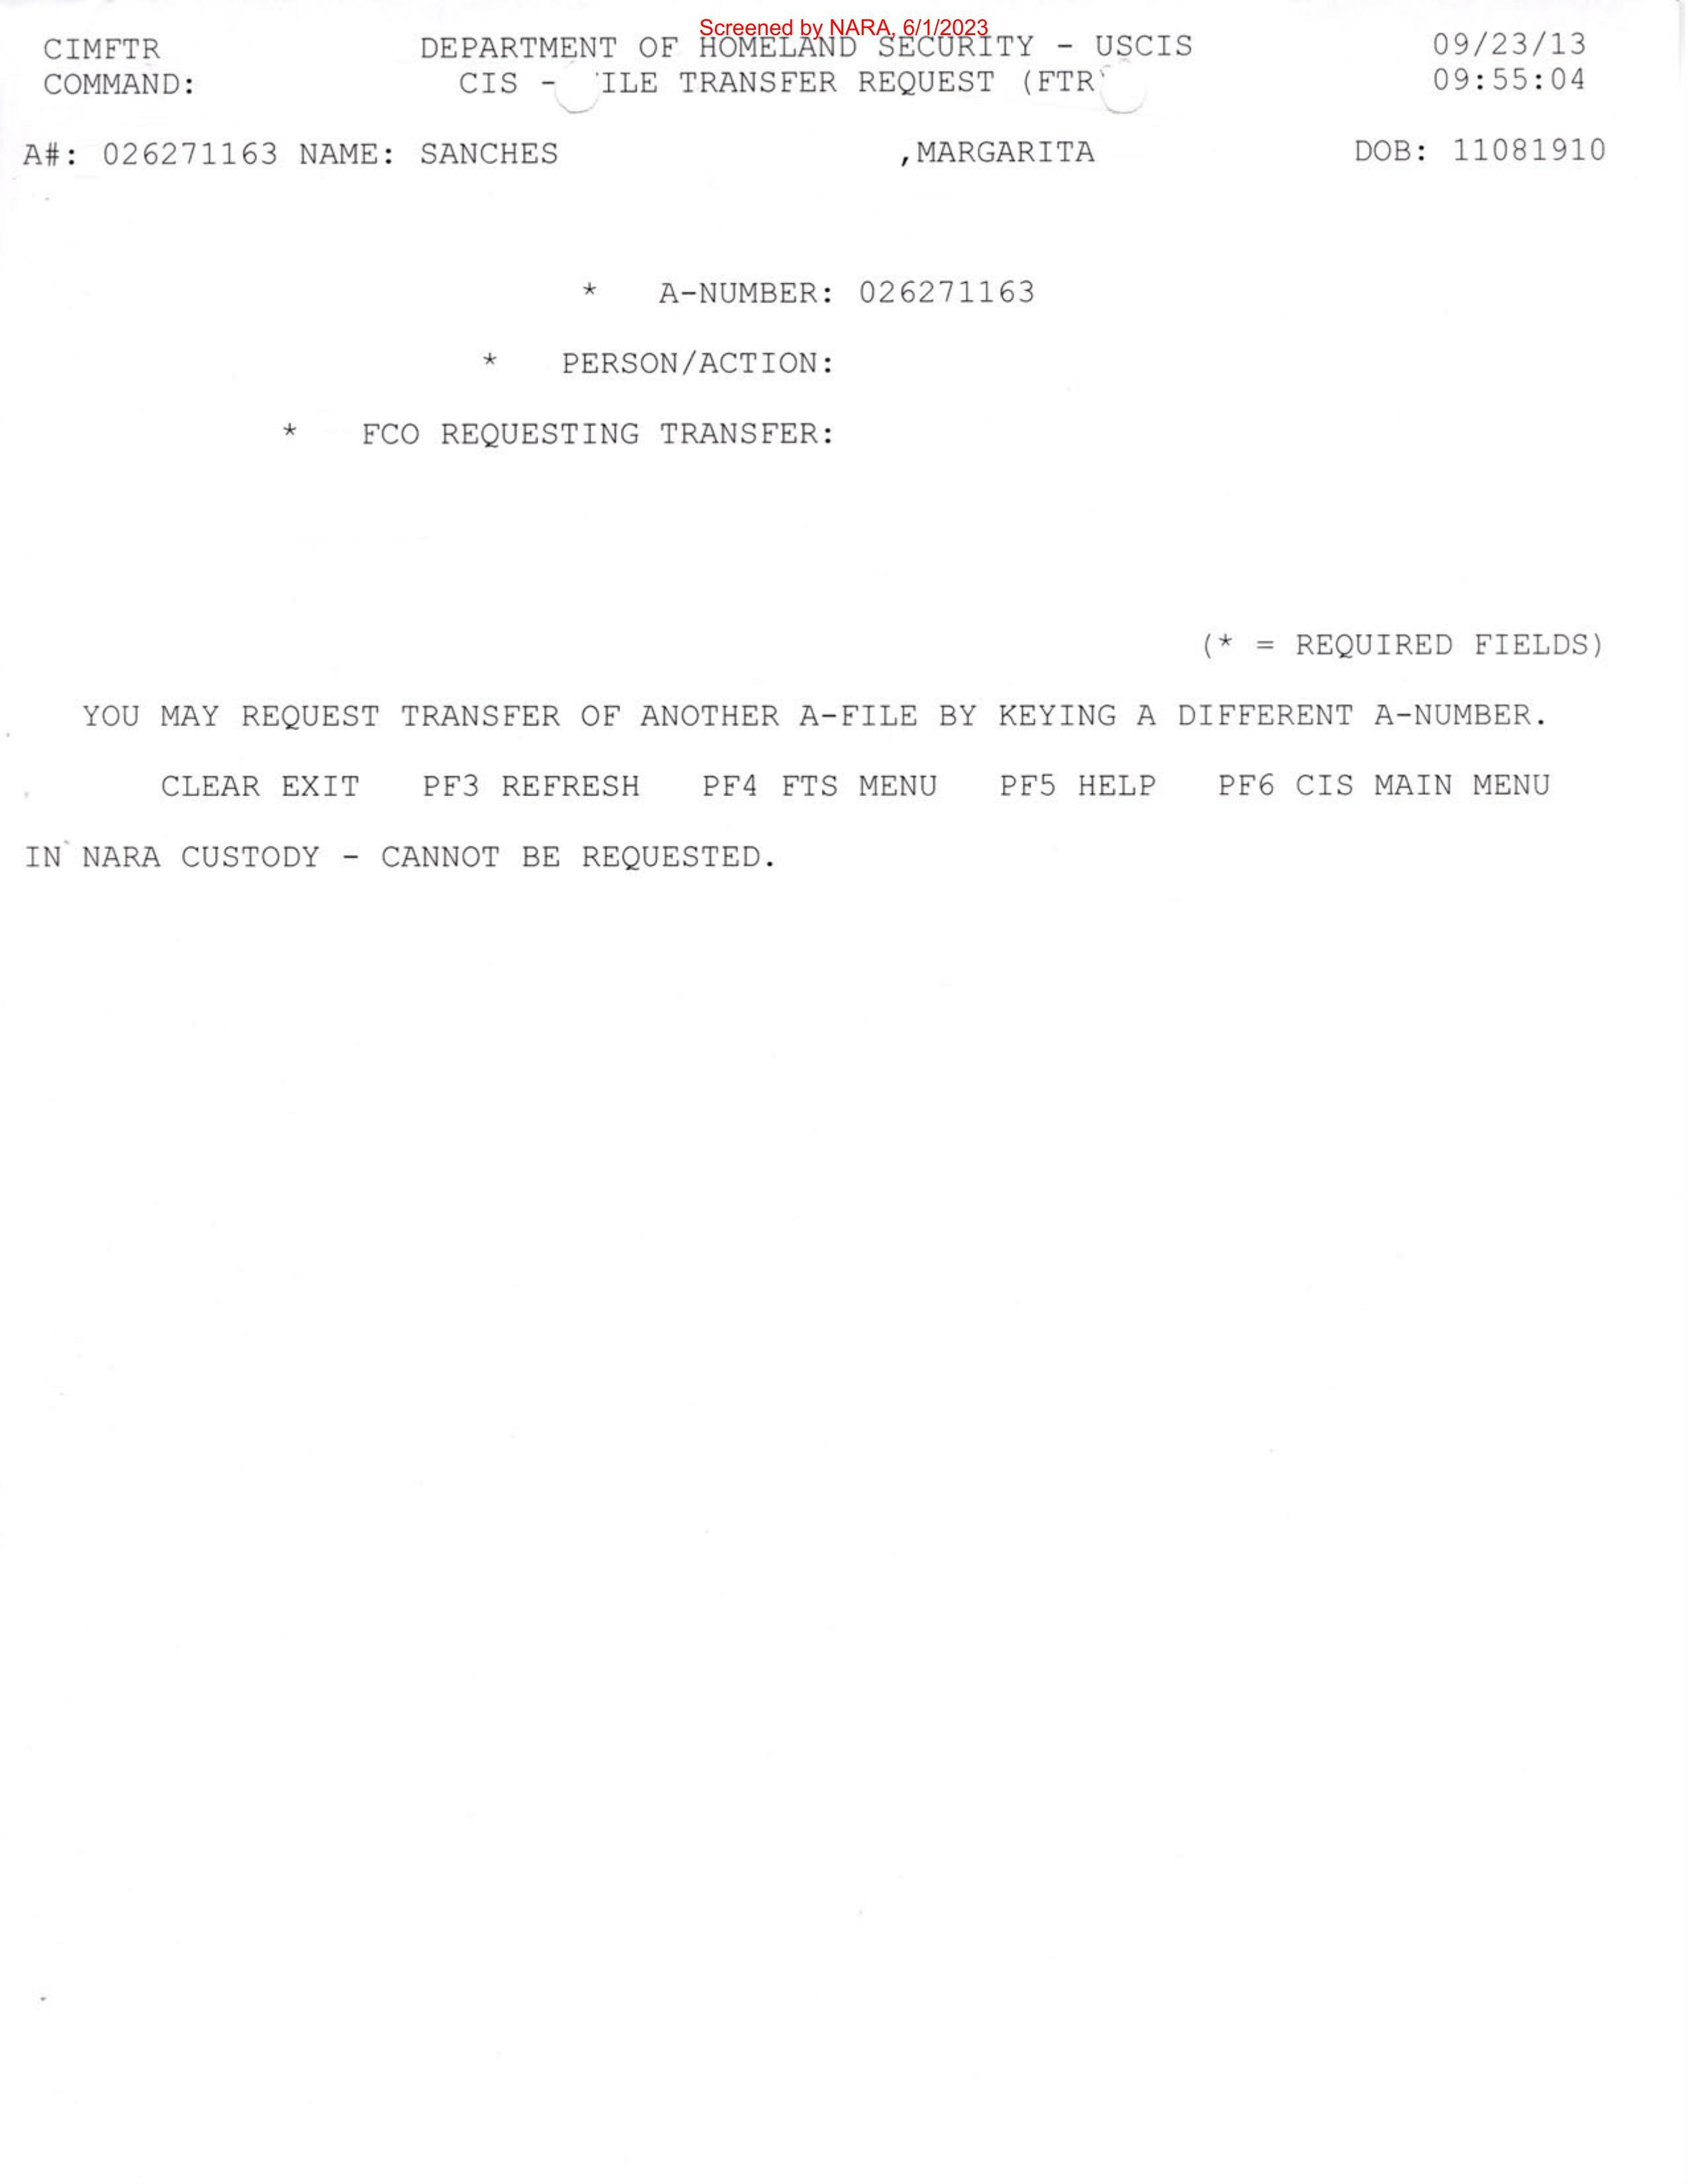 Screened by NARA, 6/1/2023
CIMFTR DEPARTMENT OF HOMELAND SECURITY - USCIS 09/23/13
COMMAND: CIS - ILE TRANSFER REQUEST (FTR 09:55:04
A#: 026271163 NAME: SANCHES ,MARGARITA DOB: 11081910
* A-NUMBER: 026271163
* PERSON/ACTION:
* FCO REQUESTING TRANSFER:
(* = REQUIRED FIELDS)
YOU MAY REQUEST TRANSFER OF ANOTHER A-FILE BY KEYING A DIFFERENT A-NUMBER.
CLEAR EXIT PF3 REFRESH PF4 FTS MENU PF5 HELP PF6 CIS MAIN MENU
IN NARA CUSTODY - CANNOT BE REQUESTED.